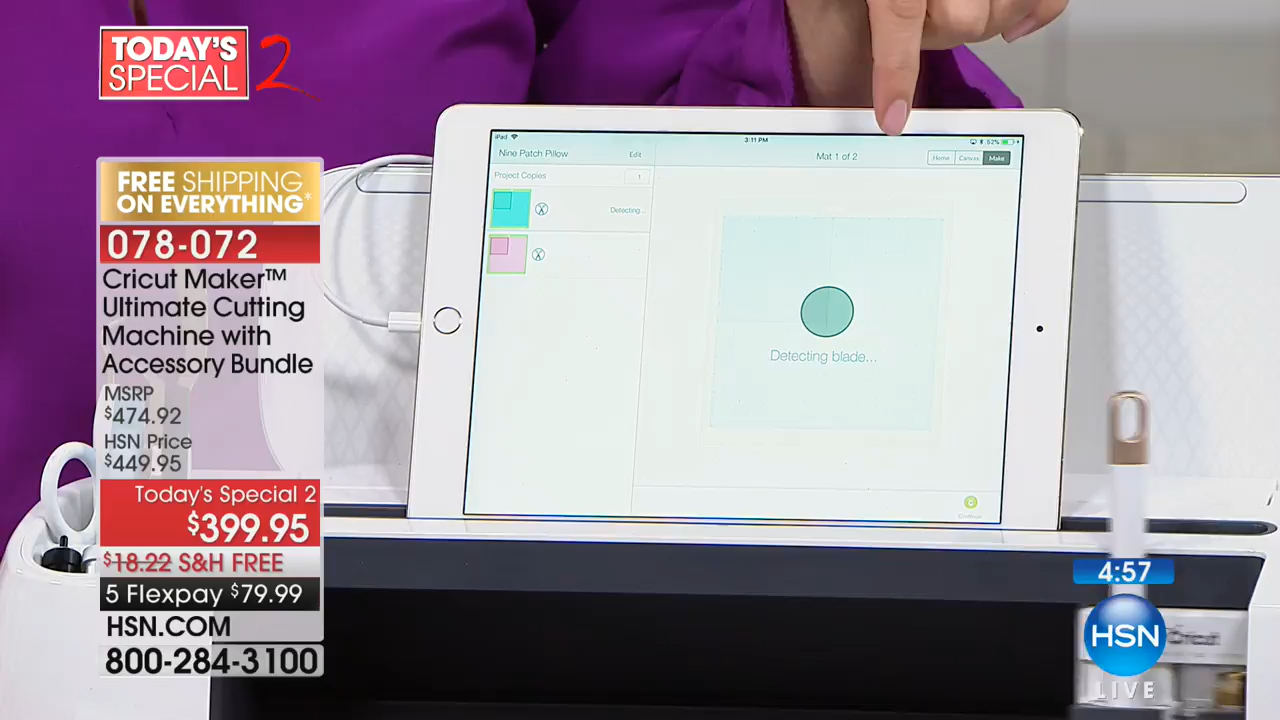 TODAY'S
SPECIAL 2
FREE SHIPPING
ON EVERYTHING*
078-072
Cricut Maker™
Ultimate Cutting
Machine with
Accessory Bundle
MSRP
$474.92
HSN Price
$449.95
Today's Special 2
$399.95
$18.22 S&H FREE
5 Flexpay $79.99
HSN.COM
800-284-3100
iPad
3:11 PM
52%
Nine Patch Pillow
Edit
Mat 1 of 2
Home
Canvas
Make
Project Copies
1
Detecting...
Detecting blade...
4:57
HSN
LIVE
Cricut